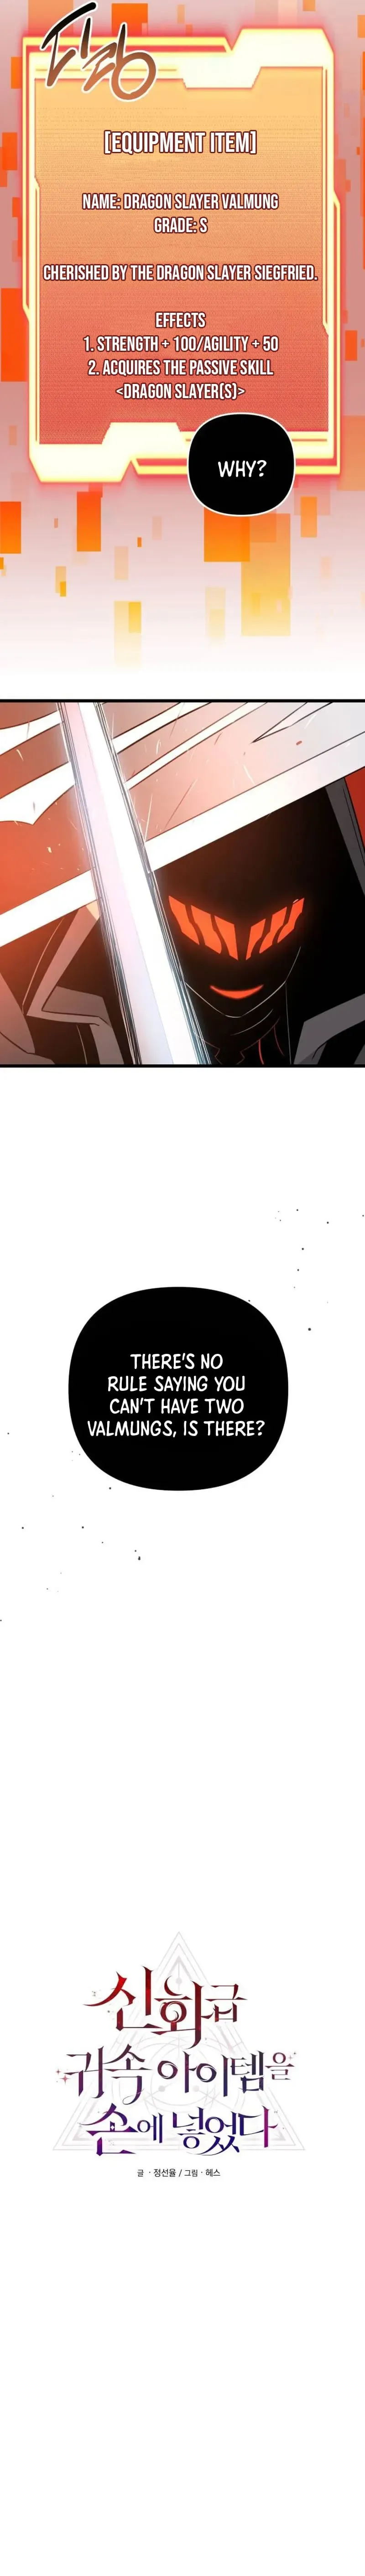 띠링
[EQUIPMENT ITEM]
NAME: DRAGON SLAYER VALMUNG
GRADE: S
CHERISHED BY THE DRAGON SLAYER SIEGFRIED.
EFFECTS
1. STRENGTH + 100/AGILITY + 50
2. ACQUIRES THE PASSIVE SKILL
<DRAGON SLAYER(S)>
WHY?
THERE'S NO
RULE SAYING YOU
CAN'T HAVE TWO
VALMUNGS, IS THERE?
신화급
귀속 아이템을
손에 넣었다
글 · 정선율 / 그림 · 헤스